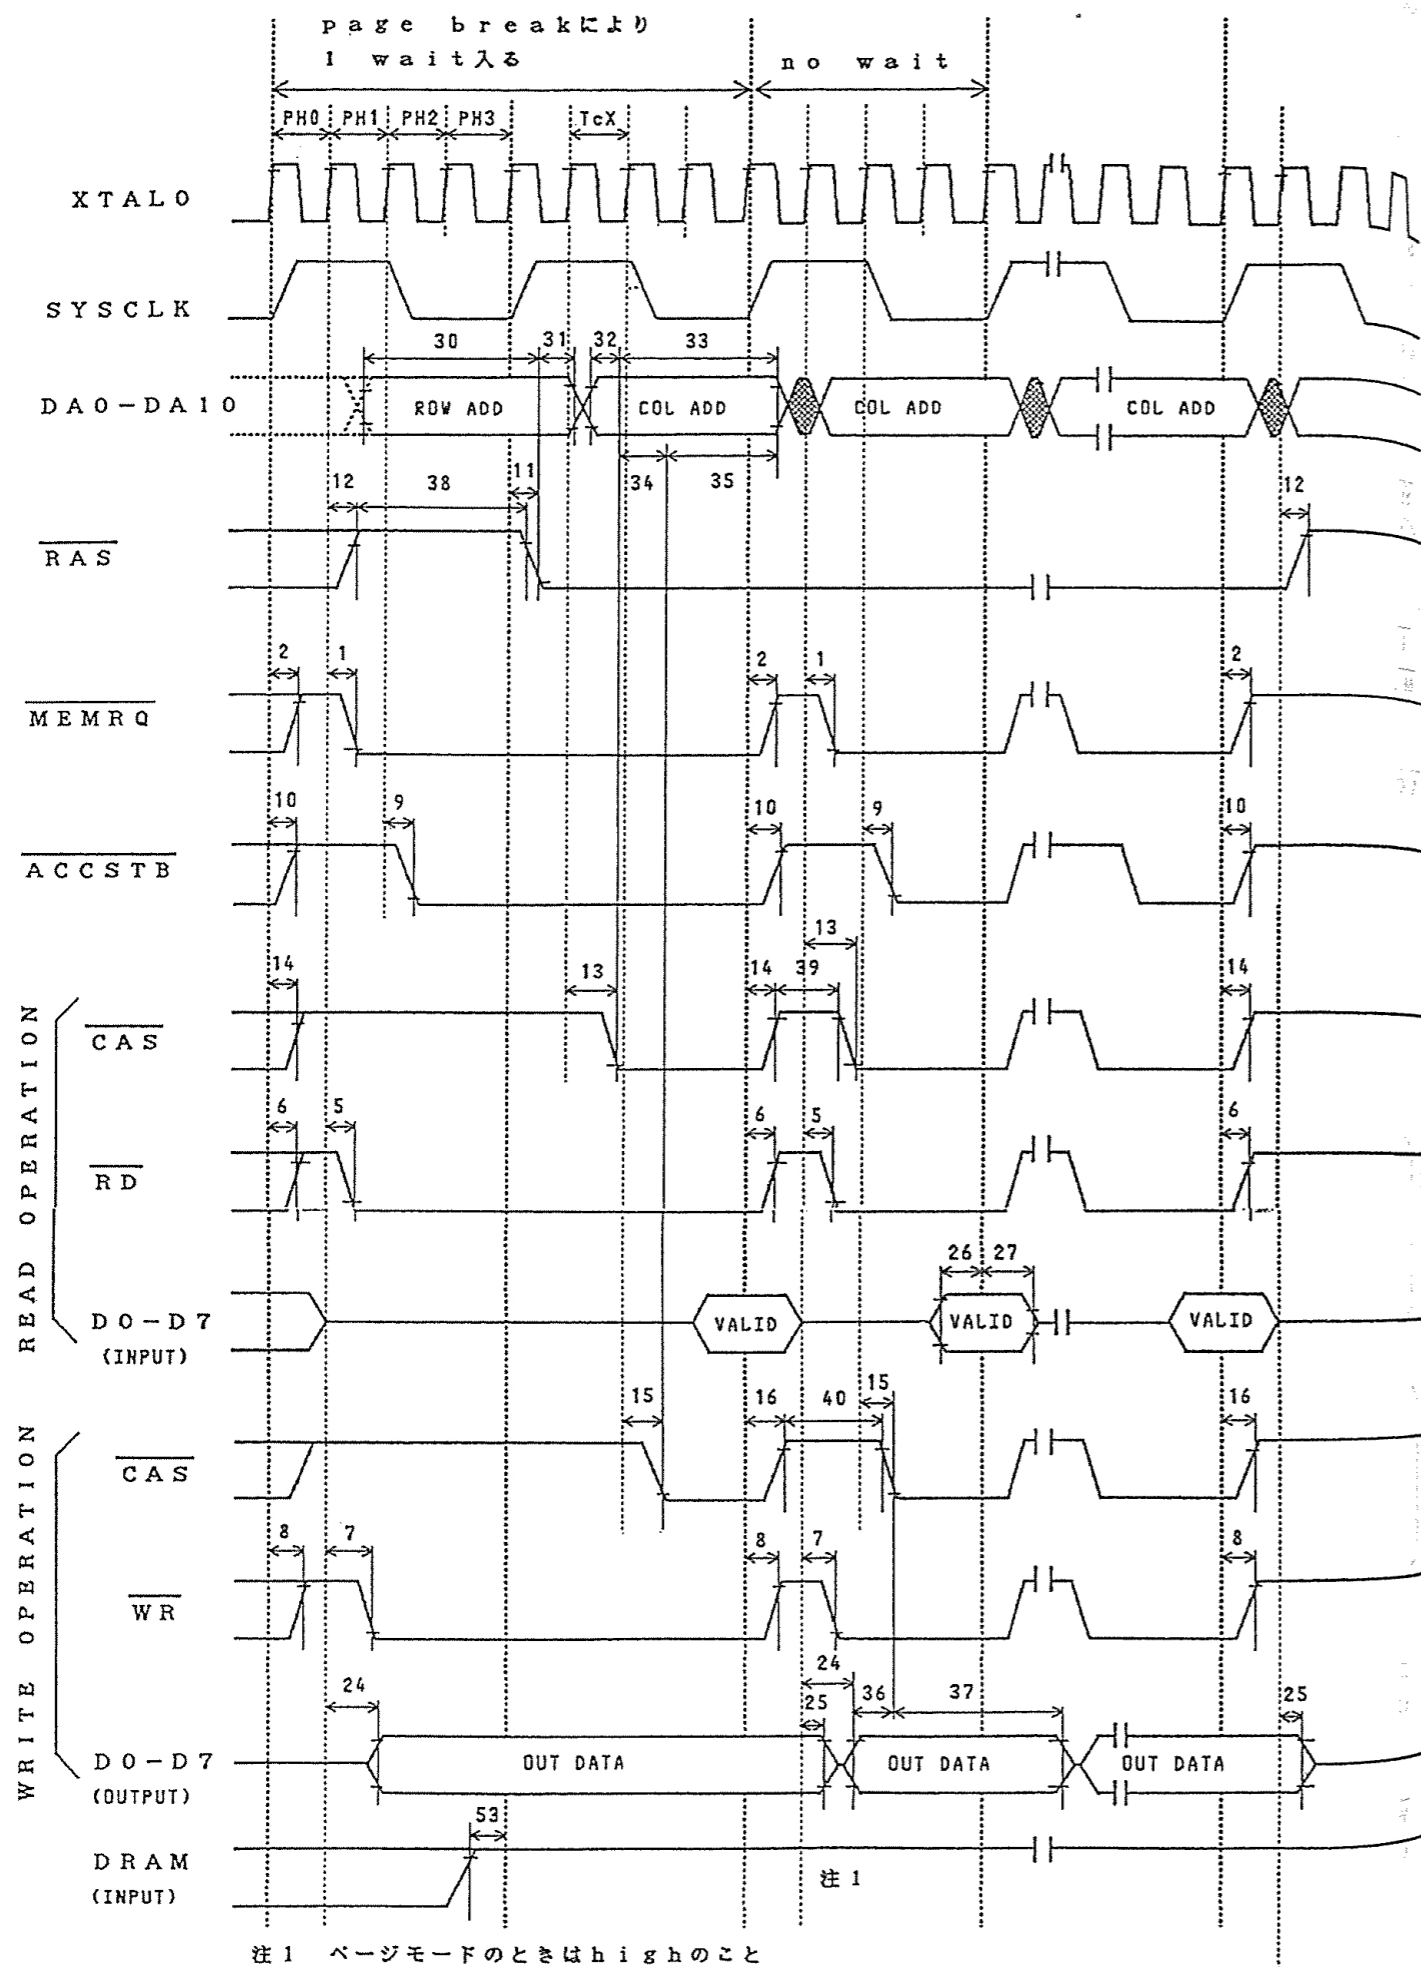 page breakにより
1 wait入る
no wait
PH0 PH1 PH2 PH3 TcX
XTAL0
SYSCLK
30 31 32 33
DA0-DA10
ROW ADD COL ADD COL ADD COL ADD
34 35
12 38 11 12
RAS
2 1 2 1 2
MEMRQ
10 9 10 9 10
ACCSTB
13
14 13 14 39 14
CAS
6 5 6 5 6
RD
READ OPERATION
26 27
D0-D7
(INPUT)
VALID VALID VALID
15 16 40 15 16
CAS
8 7 8 7 8
WR
WRITE OPERATION
24 24 25 36 37 25
D0-D7
(OUTPUT)
OUT DATA OUT DATA OUT DATA
53
DRAM
(INPUT)
注1
注1 ページモードのときはhighのこと